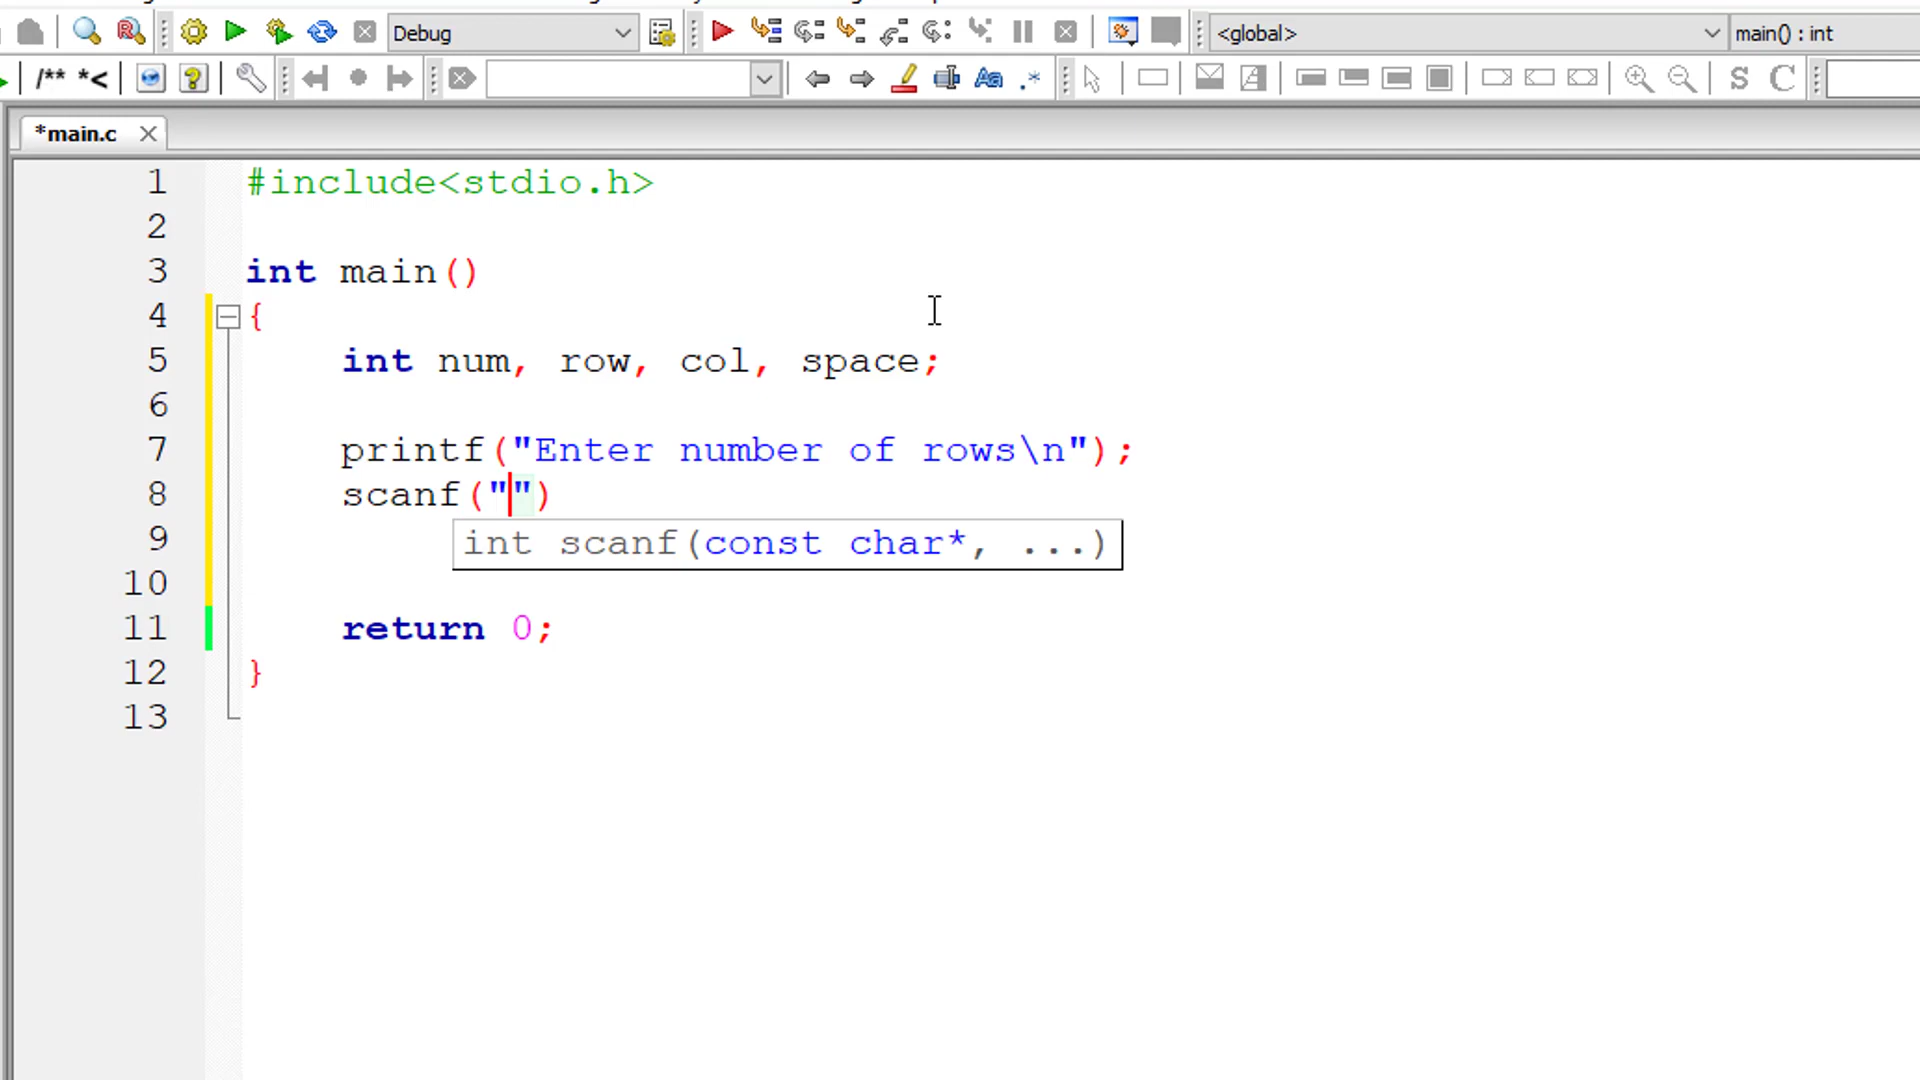 Debug
<global>
main() : int
/** *<
Aa
.*
S
C
*main.c
1 #include<stdio.h>
2
3 int main()
4 {
5 int num, row, col, space;
6
7 printf("Enter number of rows\n");
8 scanf("")
9 int scanf(const char*, ...)
10
11 return 0;
12 }
13